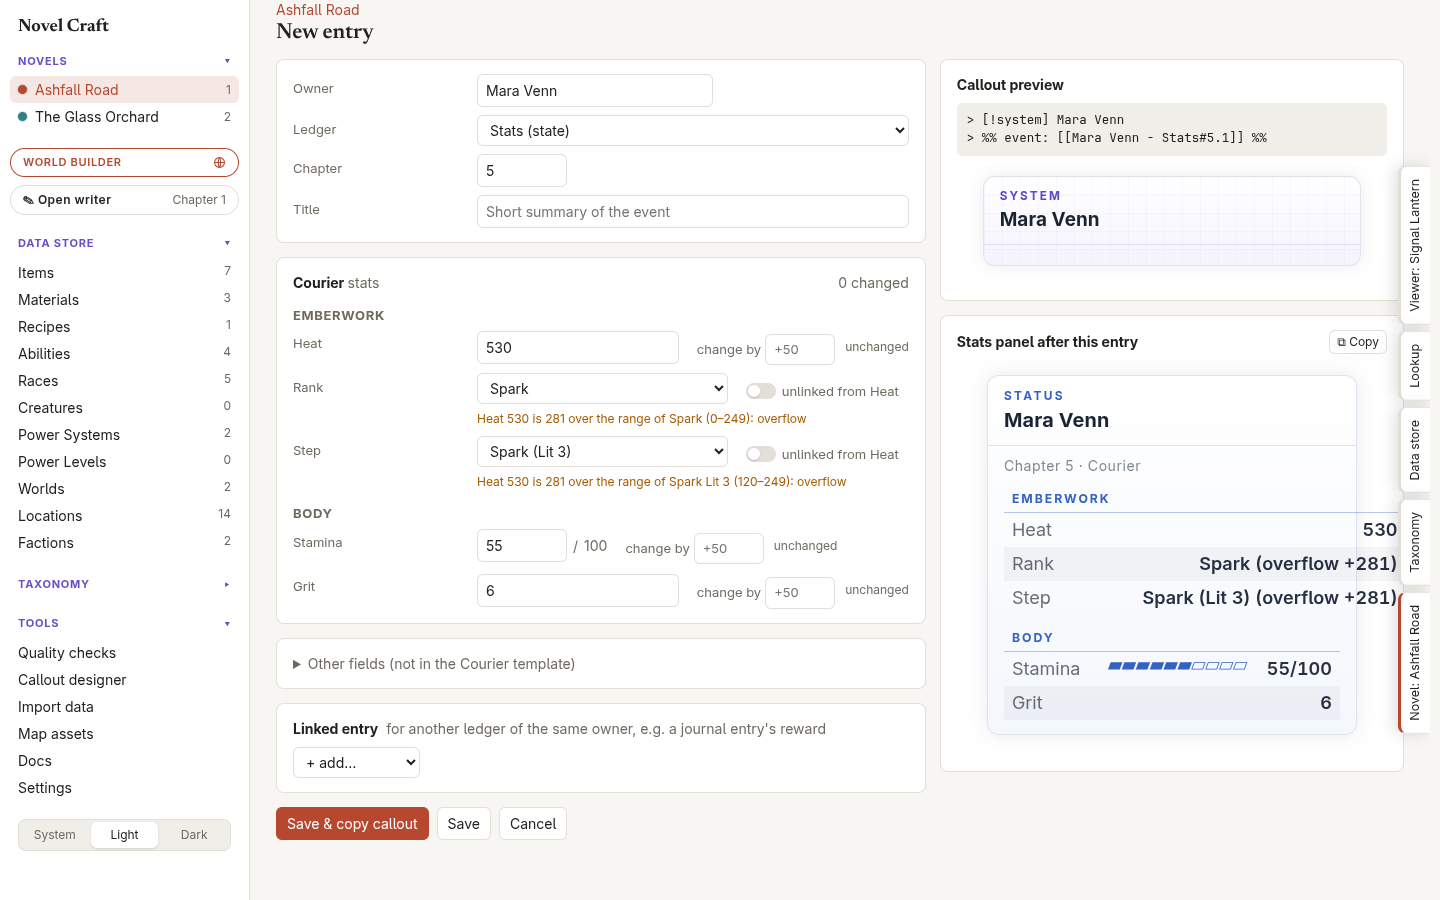 Novel Craft
NOVELS ▾
Ashfall Road 1
The Glass Orchard 2
WORLD BUILDER
✎ Open writer Chapter 1
DATA STORE ▾
Items 7
Materials 3
Recipes 1
Abilities 4
Races 5
Creatures 0
Power Systems 2
Power Levels 0
Worlds 2
Locations 14
Factions 2
TAXONOMY ▸
TOOLS ▾
Quality checks
Callout designer
Import data
Map assets
Docs
Settings
System Light Dark
Ashfall Road
New entry
Owner Mara Venn
Ledger Stats (state)
Chapter 5
Title Short summary of the event
Courier stats 0 changed
EMBERWORK
Heat 530 change by +50 unchanged
Rank Spark unlinked from Heat
Heat 530 is 281 over the range of Spark (0–249): overflow
Step Spark (Lit 3) unlinked from Heat
Heat 530 is 281 over the range of Spark Lit 3 (120–249): overflow
BODY
Stamina 55 / 100 change by +50 unchanged
Grit 6 change by +50 unchanged
▶ Other fields (not in the Courier template)
Linked entry for another ledger of the same owner, e.g. a journal entry's reward
+ add...
Save & copy callout Save Cancel
Callout preview
> [!system] Mara Venn
> %% event: [[Mara Venn - Stats#5.1]] %%
SYSTEM
Mara Venn
Stats panel after this entry ⧉ Copy
STATUS
Mara Venn
Chapter 5 · Courier
EMBERWORK
Heat 530
Rank Spark (overflow +281)
Step Spark (Lit 3) (overflow +281)
BODY
Stamina 55/100
Grit 6
Viewer: Signal Lantern
Lookup
Data store
Taxonomy
Novel: Ashfall Road